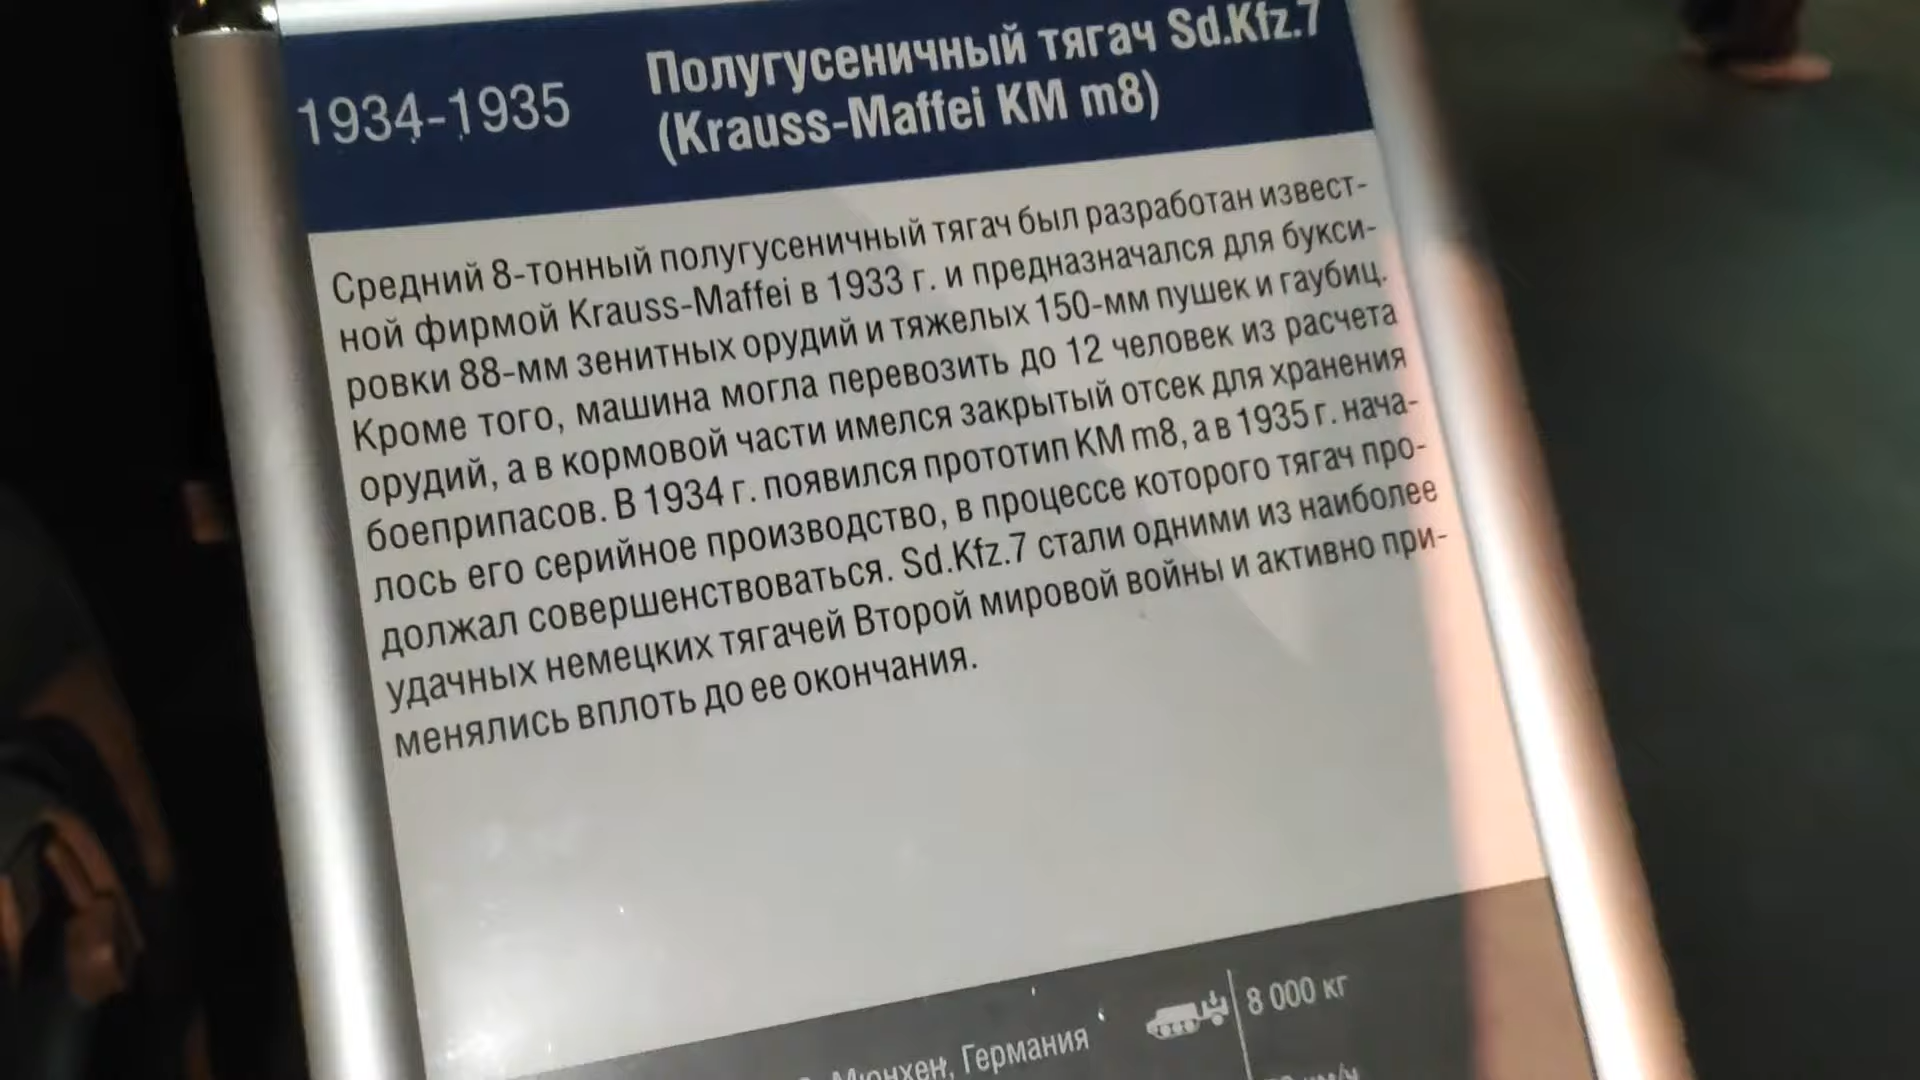 1934-1935
Полугусеничный тягач Sd.Kfz.7
(Krauss-Maffei KM m8)
Средний 8-тонный полугусеничный тягач был разработан извест-
ной фирмой Krauss-Maffei в 1933 г. и предназначался для букси-
ровки 88-мм зенитных орудий и тяжелых 150-мм пушек и гаубиц.
Кроме того, машина могла перевозить до 12 человек из расчета
орудий, а в кормовой части имелся закрытый отсек для хранения
боеприпасов. В 1934 г. появился прототип KM m8, а в 1935 г. нача-
лось его серийное производство, в процессе которого тягач про-
должал совершенствоваться. Sd.Kfz.7 стали одними из наиболее
удачных немецких тягачей Второй мировой войны и активно при-
менялись вплоть до ее окончания.
Мюнхен, Германия
8 000 кг